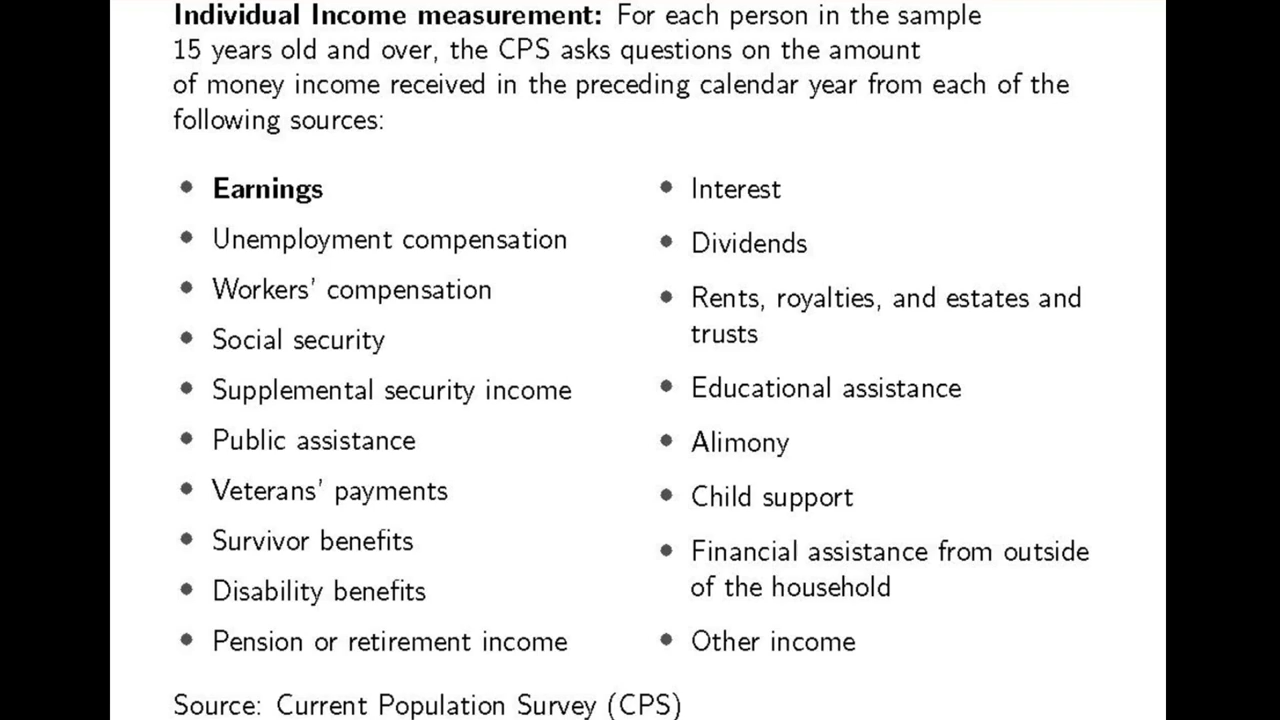 Individual Income measurement: For each person in the sample
15 years old and over, the CPS asks questions on the amount
of money income received in the preceding calendar year from each of the
following sources:
• Earnings
• Unemployment compensation
• Workers' compensation
• Social security
• Supplemental security income
• Public assistance
• Veterans' payments
• Survivor benefits
• Disability benefits
• Pension or retirement income
• Interest
• Dividends
• Rents, royalties, and estates and
trusts
• Educational assistance
• Alimony
• Child support
• Financial assistance from outside
of the household
• Other income
Source: Current Population Survey (CPS)